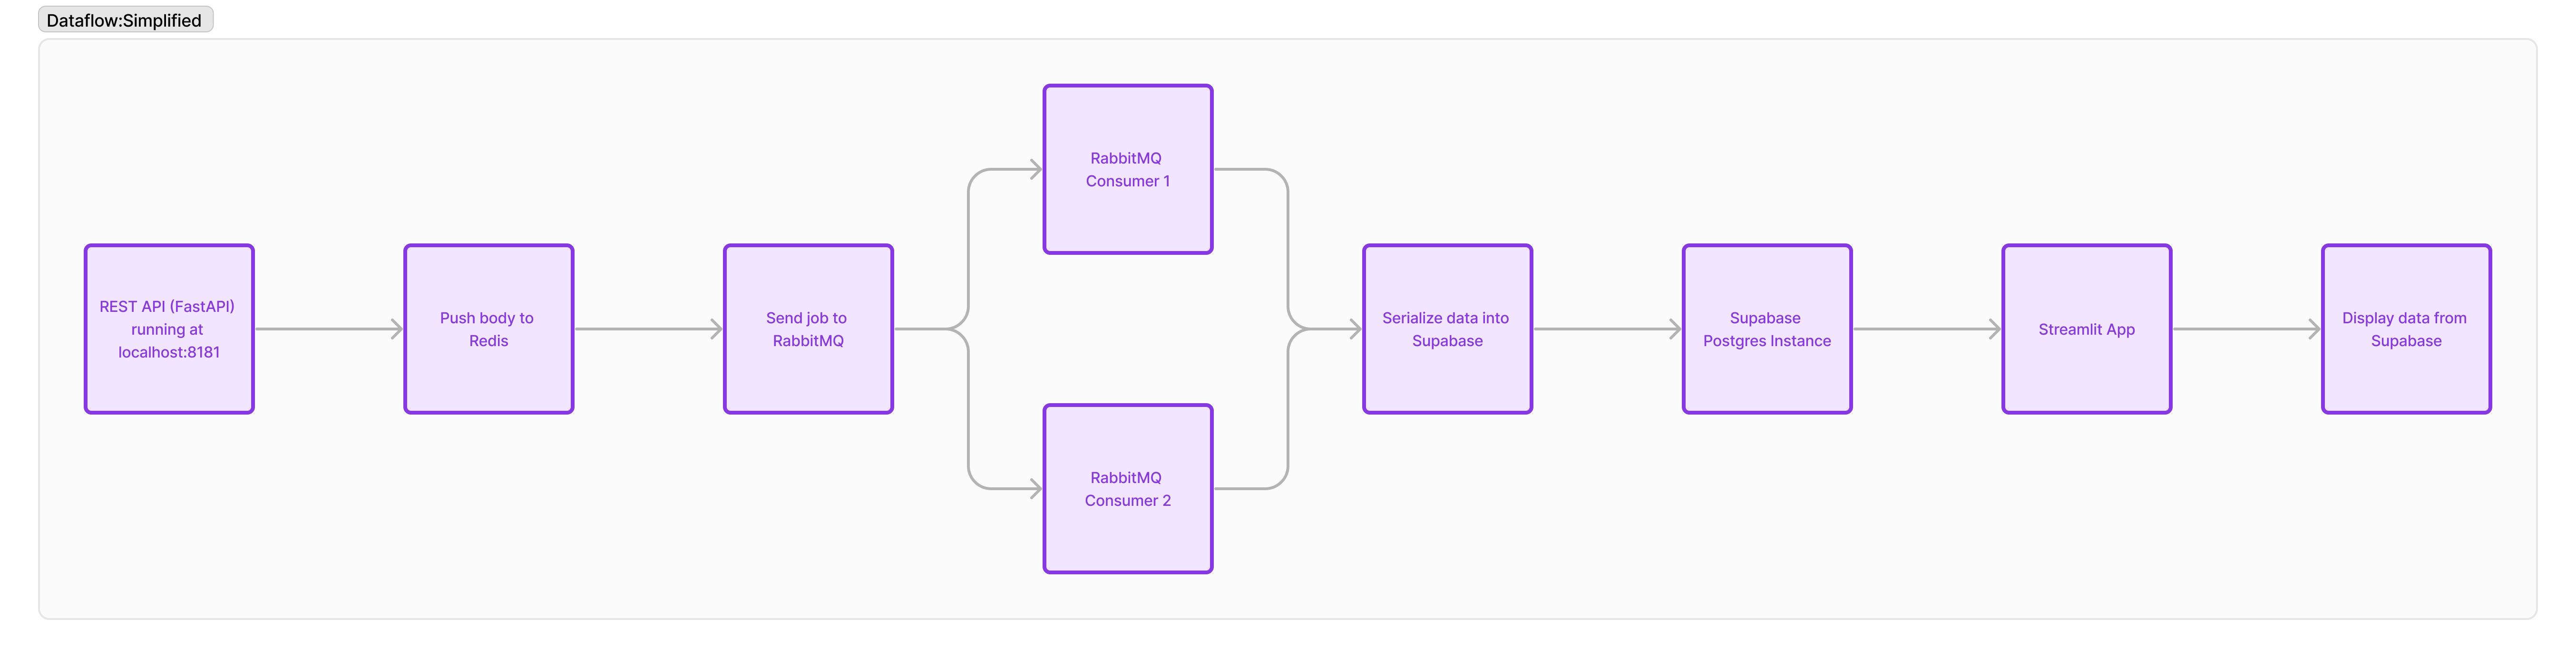 Dataflow:Simplified
REST API (FastAPI)
running at
localhost:8181
Push body to
Redis
Send job to
RabbitMQ
RabbitMQ
Consumer 1
RabbitMQ
Consumer 2
Serialize data into
Supabase
Supabase
Postgres Instance
Streamlit App
Display data from
Supabase